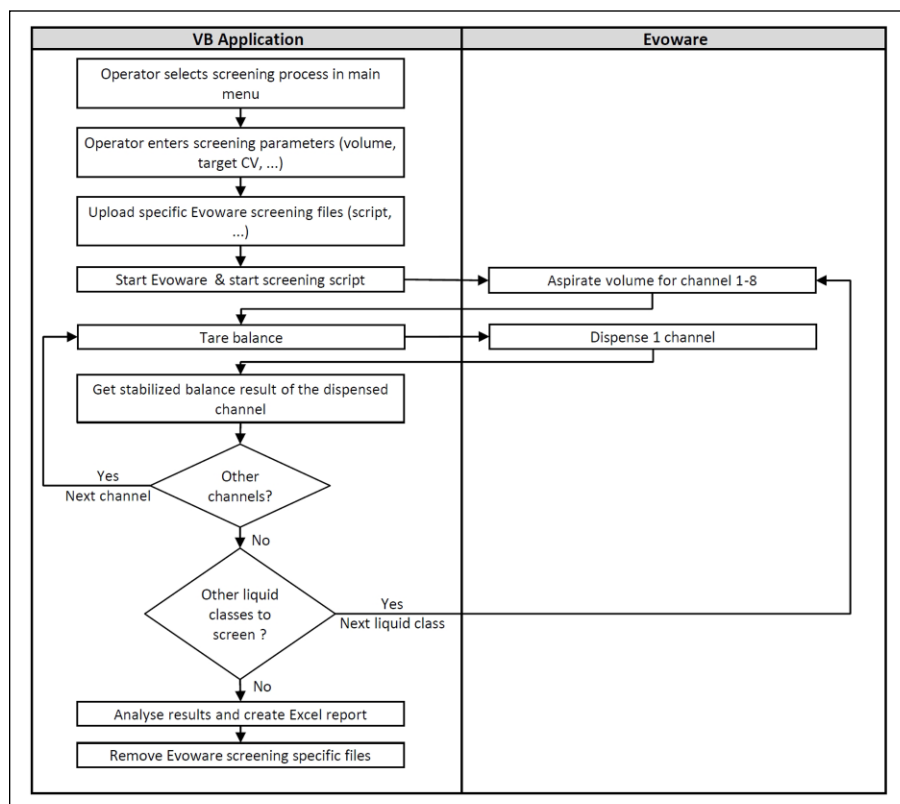 VB Application
Evoware
Operator selects screening process in main
menu
Operator enters screening parameters (volume,
target CV, ...)
Upload specific Evoware screening files (script,
...)
Start Evoware & start screening script
Aspirate volume for channel 1-8
Tare balance
Dispense 1 channel
Get stabilized balance result of the dispensed
channel
Yes
Next channel
Other
channels?
No
Other liquid
classes to
screen ?
Yes
Next liquid class
No
Analyse results and create Excel report
Remove Evoware screening specific files